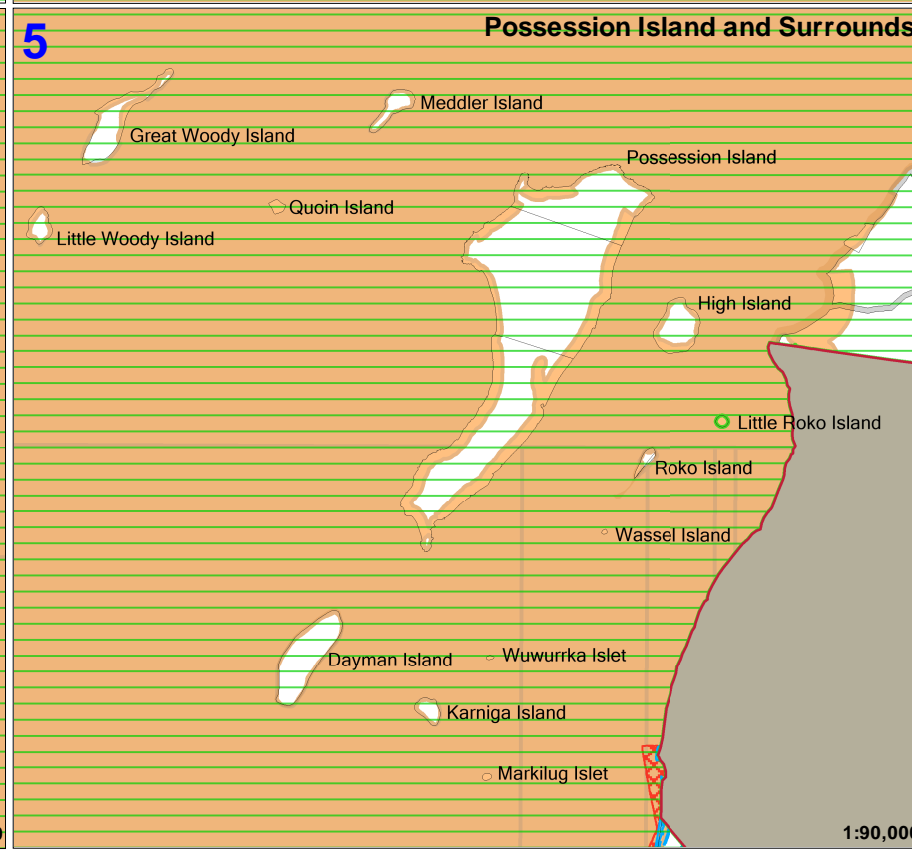 5
Possession Island and Surrounds
Meddler Island
Great Woody Island
Possession Island
Quoin Island
Little Woody Island
High Island
Little Roko Island
Roko Island
Wassel Island
Wuwurrka Islet
Dayman Island
Karniga Island
Markilug Islet
1:90,000